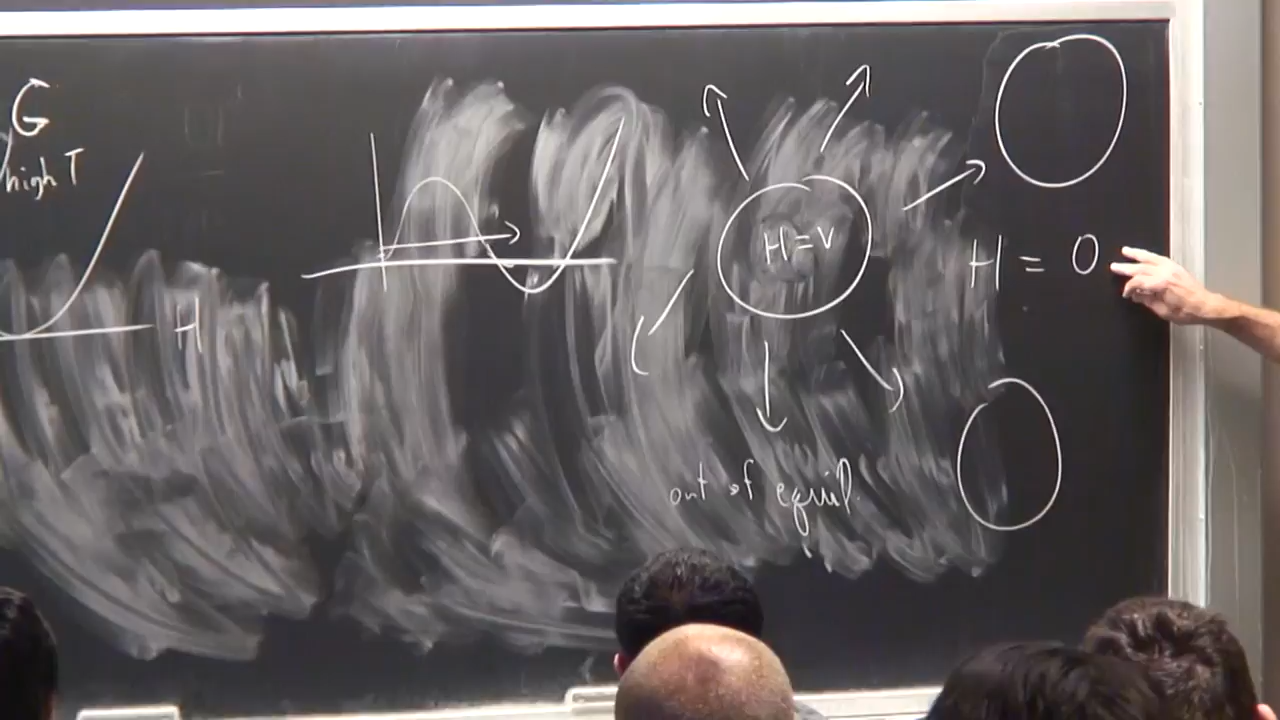 G
high T
H
H = v
H = 0
out of equil.